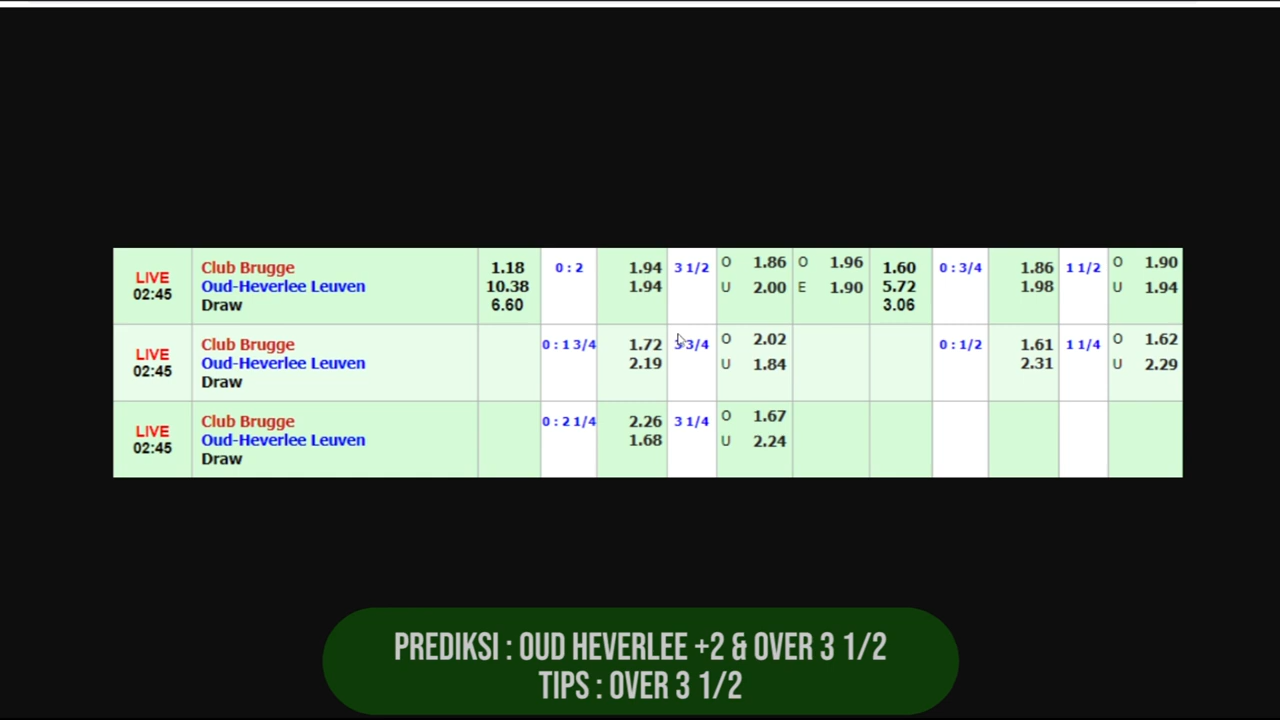 LIVE
02:45
Club Brugge
Oud-Heverlee Leuven
Draw
1.18
10.38
6.60
0 : 2
1.94
1.94
3 1/2
O 1.86
U 2.00
O 1.96
E 1.90
1.60
5.72
3.06
0 : 3/4
1.86
1.98
1 1/2
O 1.90
U 1.94
LIVE
02:45
Club Brugge
Oud-Heverlee Leuven
Draw
0 : 1 3/4
1.72
2.19
3 3/4
O 2.02
U 1.84
0 : 1/2
1.61
2.31
1 1/4
O 1.62
U 2.29
LIVE
02:45
Club Brugge
Oud-Heverlee Leuven
Draw
0 : 2 1/4
2.26
1.68
3 1/4
O 1.67
U 2.24
PREDIKSI : OUD HEVERLEE +2 & OVER 3 1/2
TIPS : OVER 3 1/2